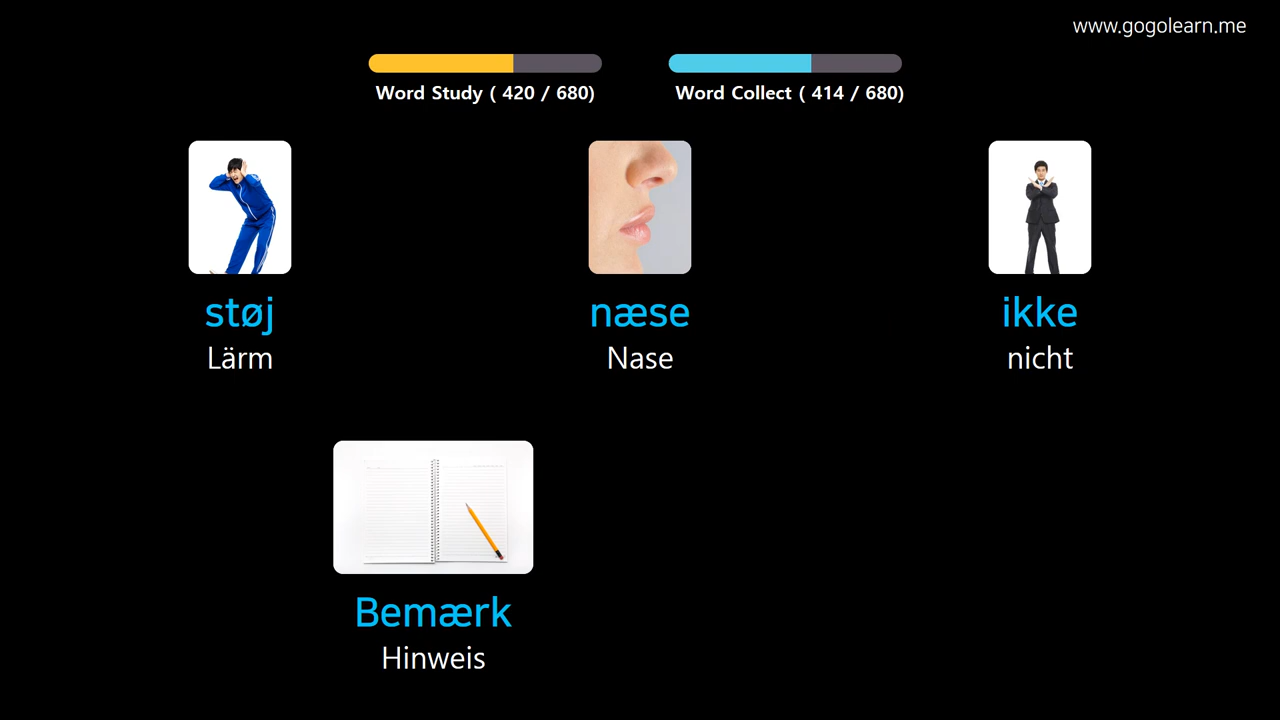 www.gogolearn.me
Word Study ( 420 / 680)
Word Collect ( 414 / 680)
støj
Lärm
næse
Nase
ikke
nicht
Bemærk
Hinweis